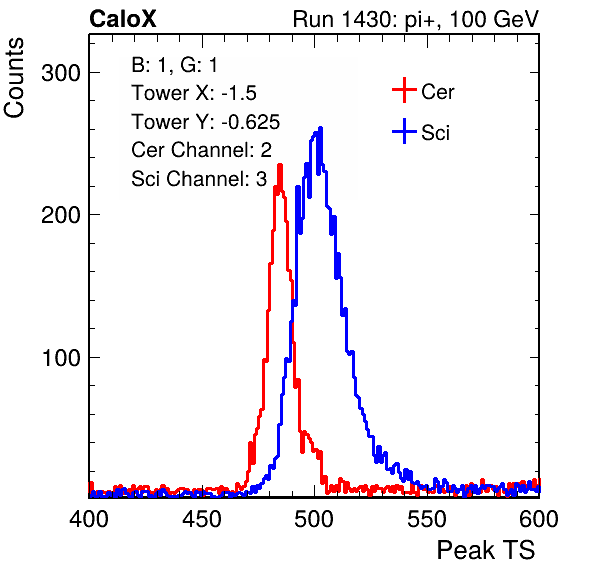 CaloX Run 1430: pi+, 100 GeV
Counts
B: 1, G: 1
Tower X: -1.5
Tower Y: -0.625
Cer Channel: 2
Sci Channel: 3
Cer
Sci
300
200
100
400 450 500 550 600
Peak TS